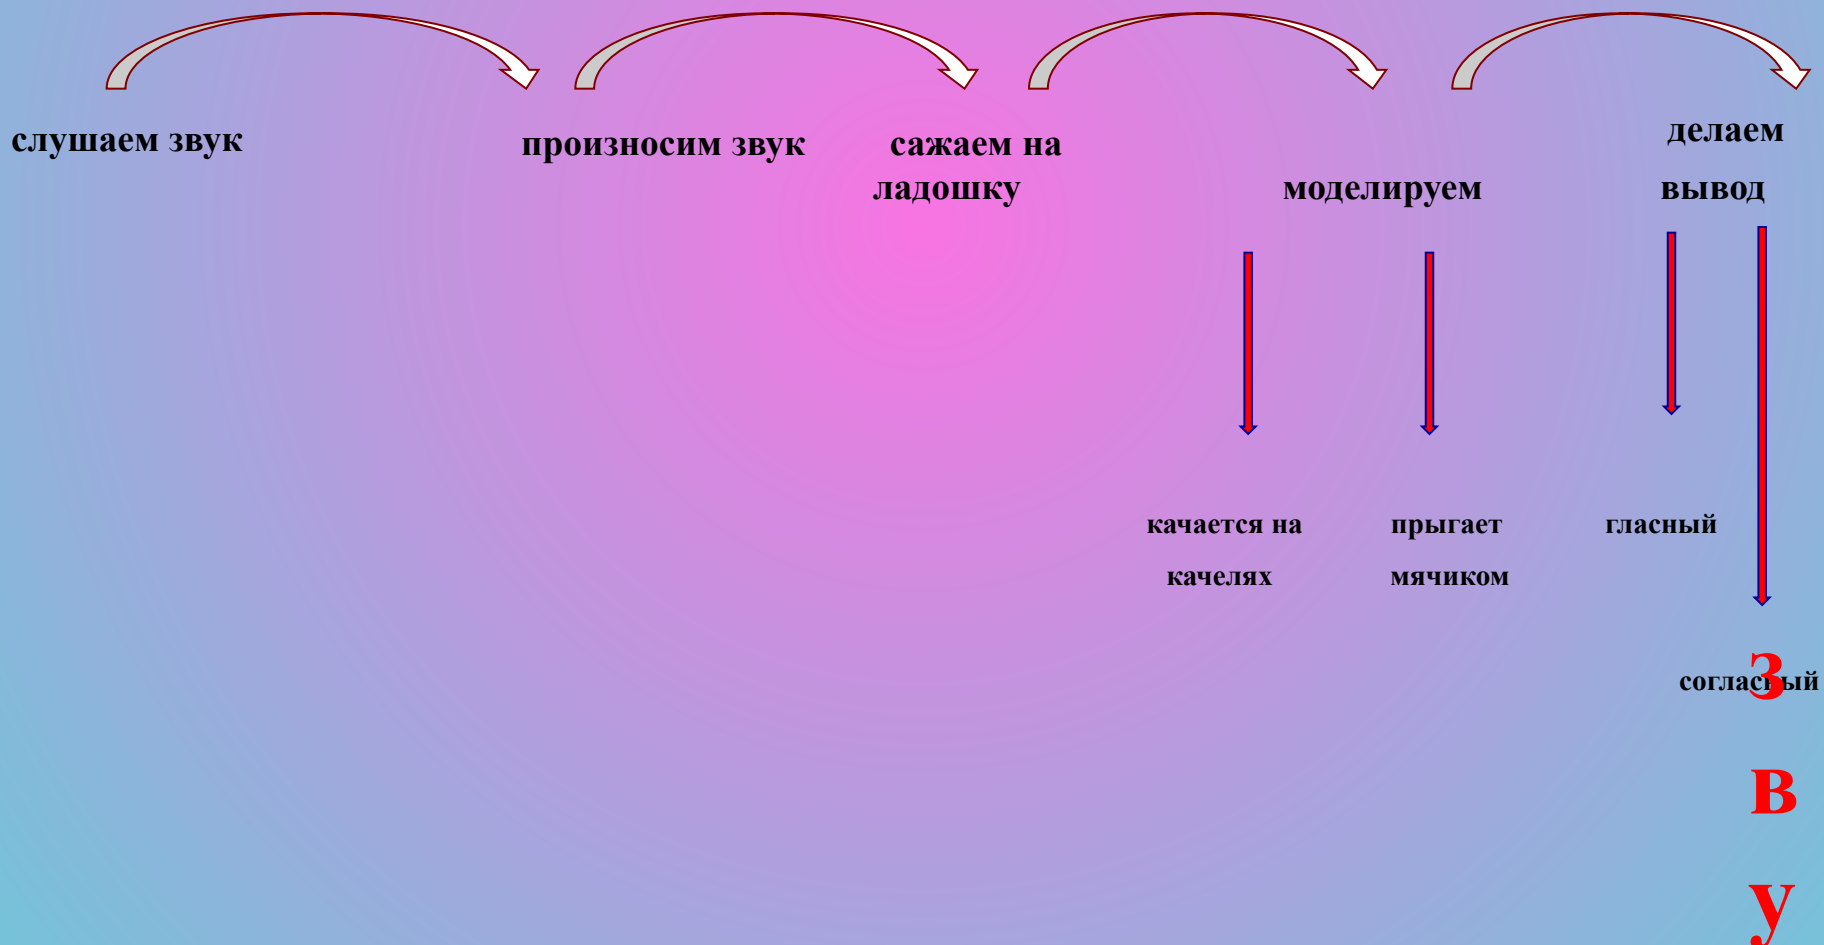 слушаем звук
произносим звук
сажаем на
ладошку
моделируем
делаем
вывод
качается на
качелях
прыгает
мячиком
гласный
согласный
З
в
у